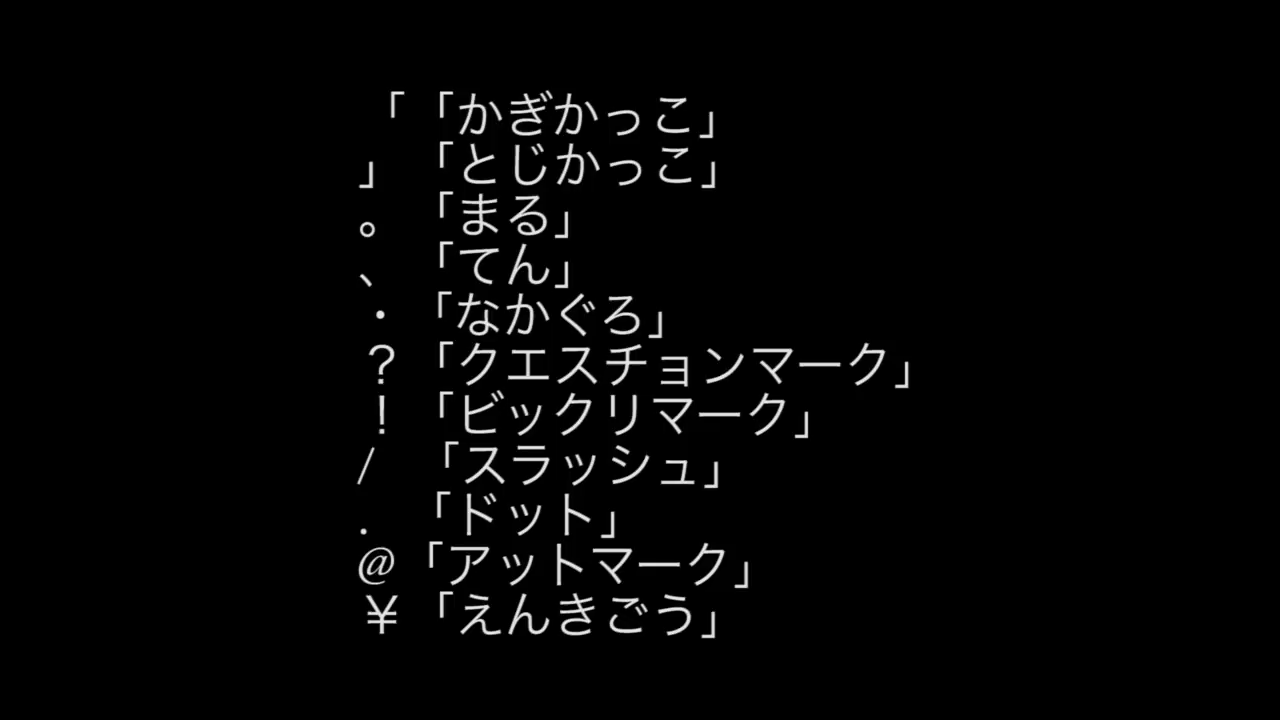 「 「かぎかっこ」
」 「とじかっこ」
。 「まる」
、 「てん」
・ 「なかぐろ」
？ 「クエスチョンマーク」
！ 「ビックリマーク」
/ 「スラッシュ」
. 「ドット」
@ 「アットマーク」
￥ 「えんきごう」